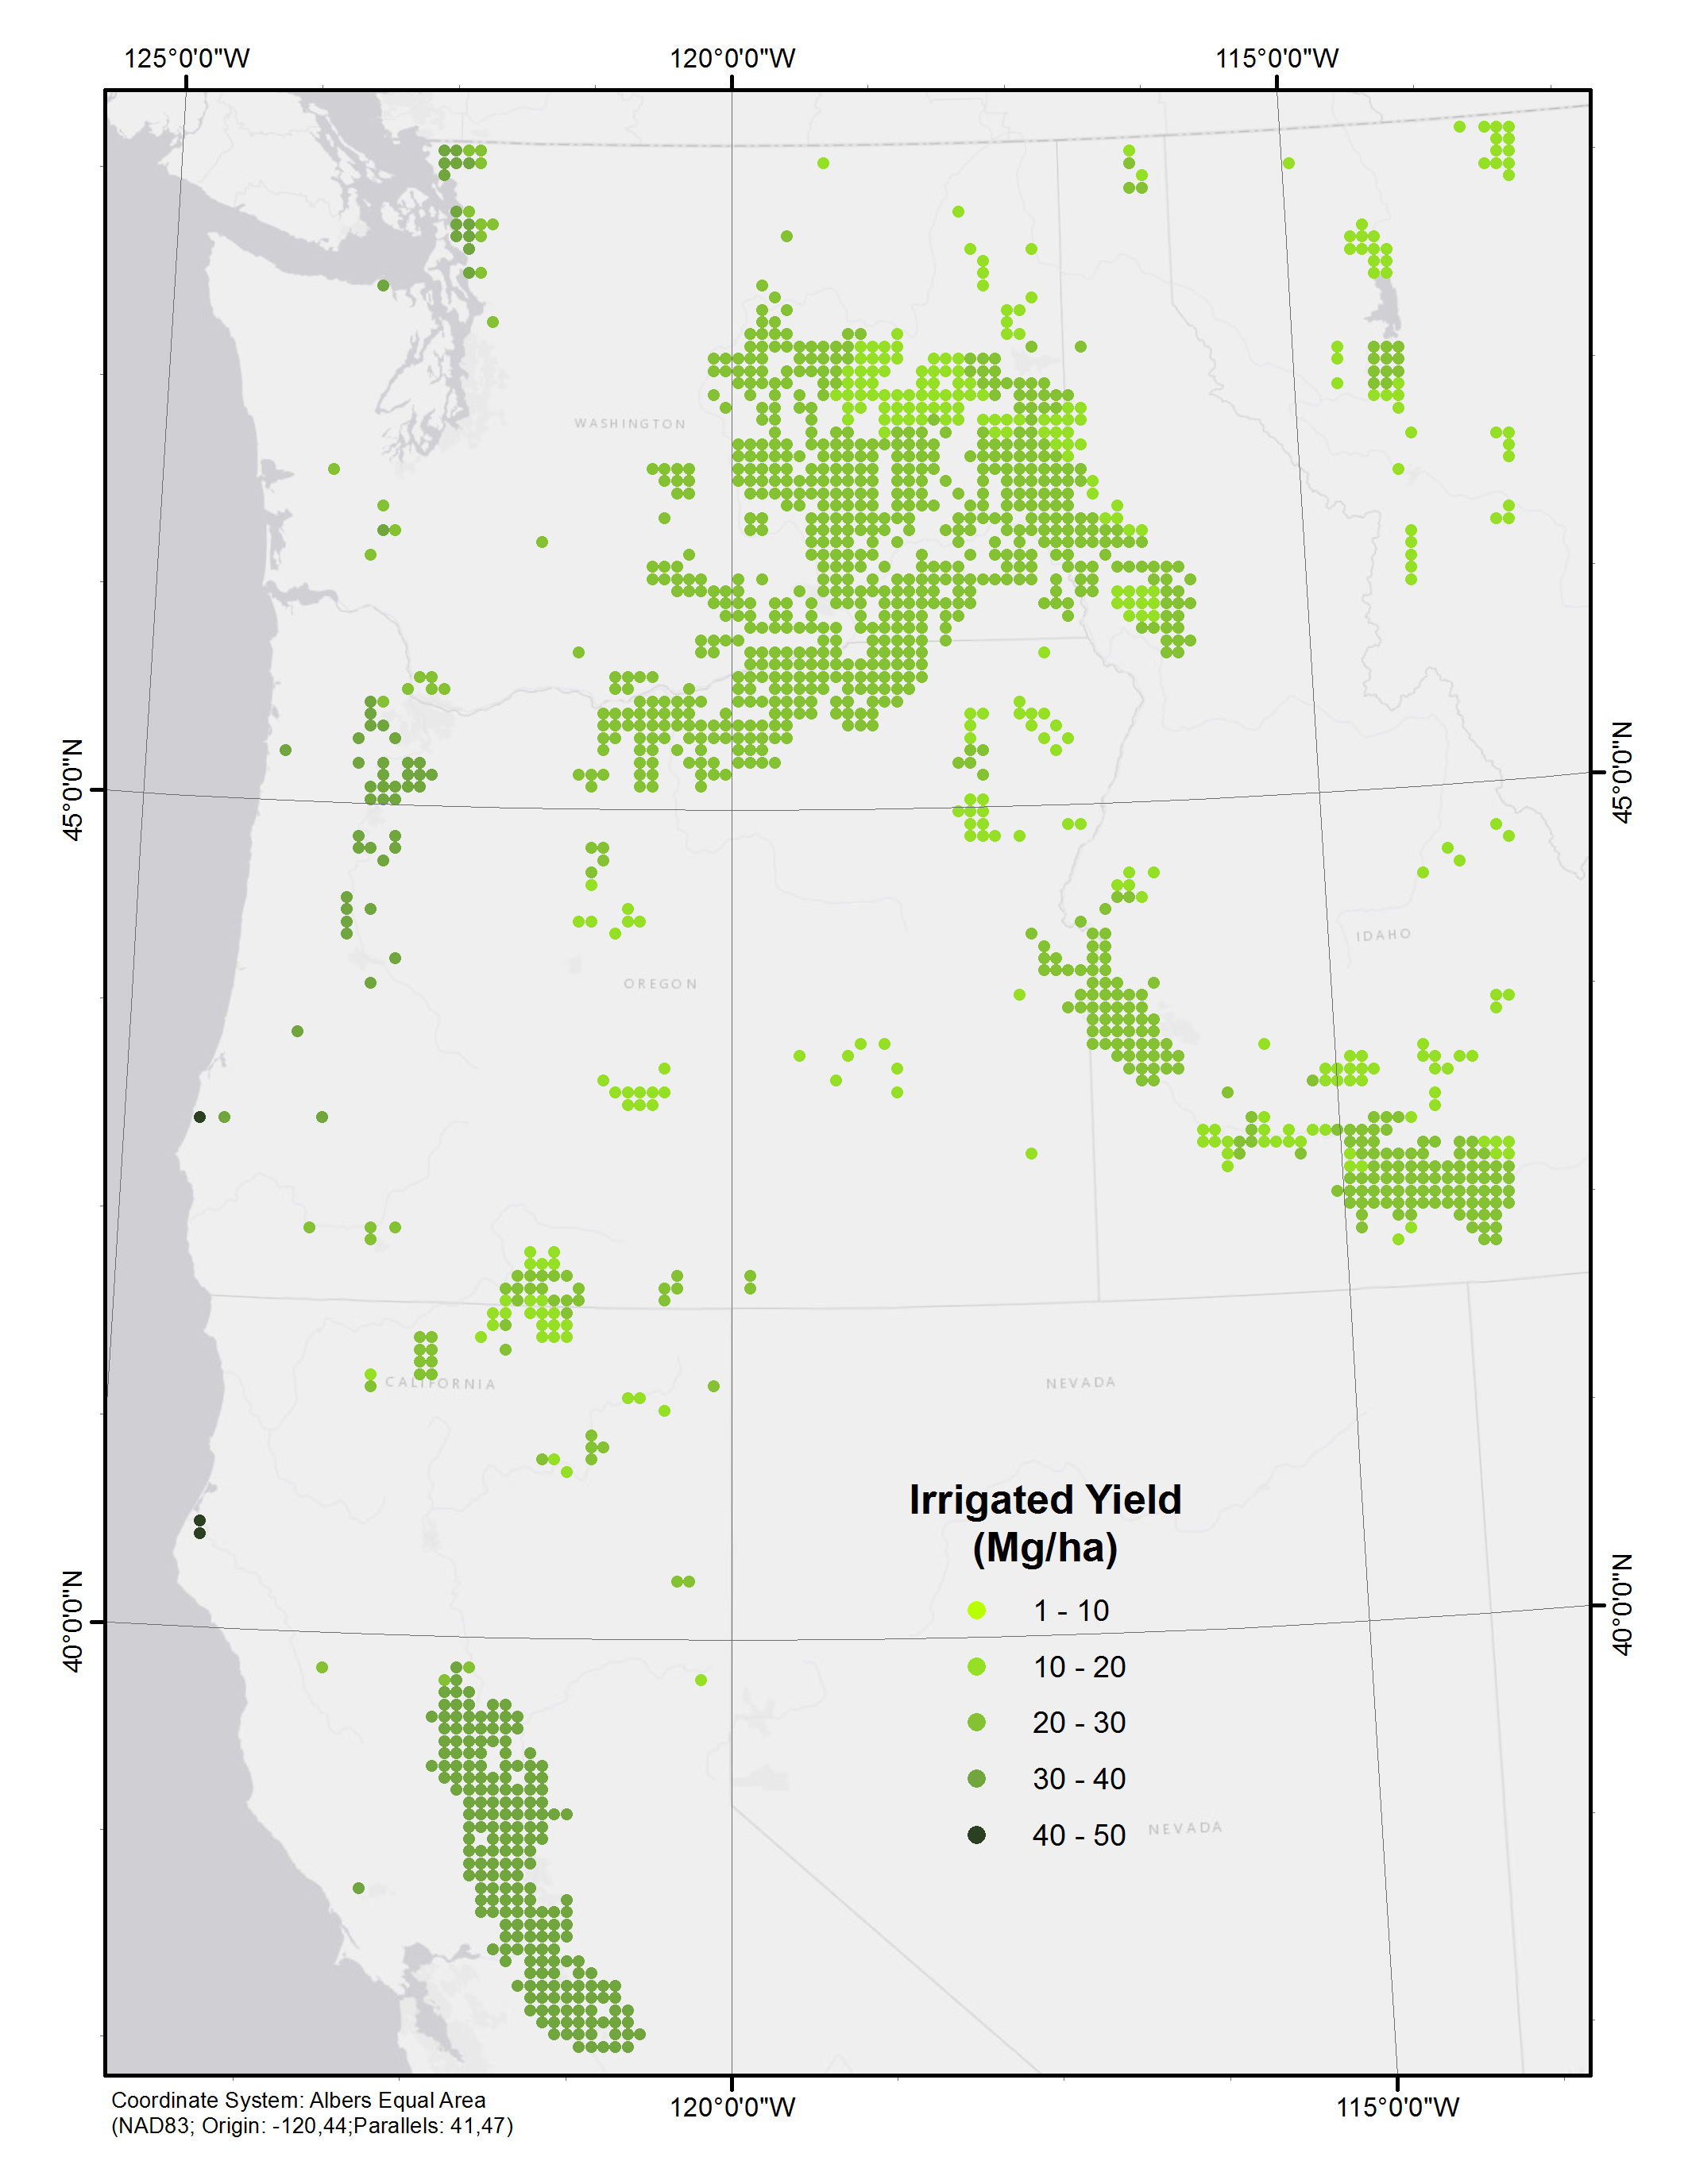 125°0'0"W 120°0'0"W 115°0'0"W
WASHINGTON
45°0'0"N
45°0'0"N
IDAHO
OREGON
CALIFORNIA
NEVADA
Irrigated Yield
(Mg/ha)
1 - 10
10 - 20
20 - 30
30 - 40
40 - 50
40°0'0"N
40°0'0"N
NEVADA
Coordinate System: Albers Equal Area
(NAD83; Origin: -120,44;Parallels: 41,47)
120°0'0"W 115°0'0"W